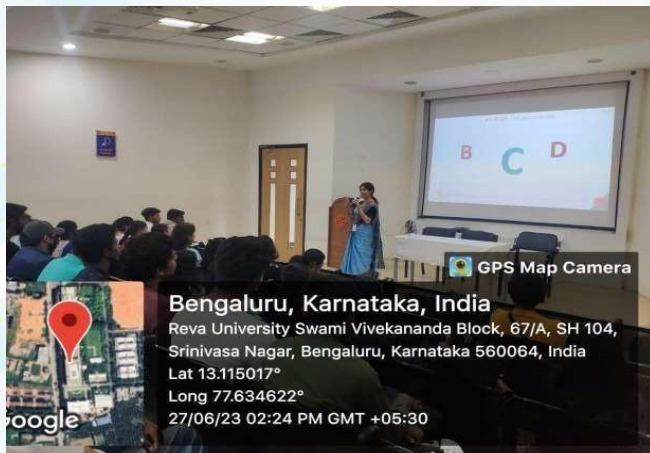 B C D
GPS Map Camera
Bengaluru, Karnataka, India
Reva University Swami Vivekananda Block, 67/A, SH 104,
Srinivasa Nagar, Bengaluru, Karnataka 560064, India
Lat 13.115017°
Long 77.634622°
27/06/23 02:24 PM GMT +05:30
Google